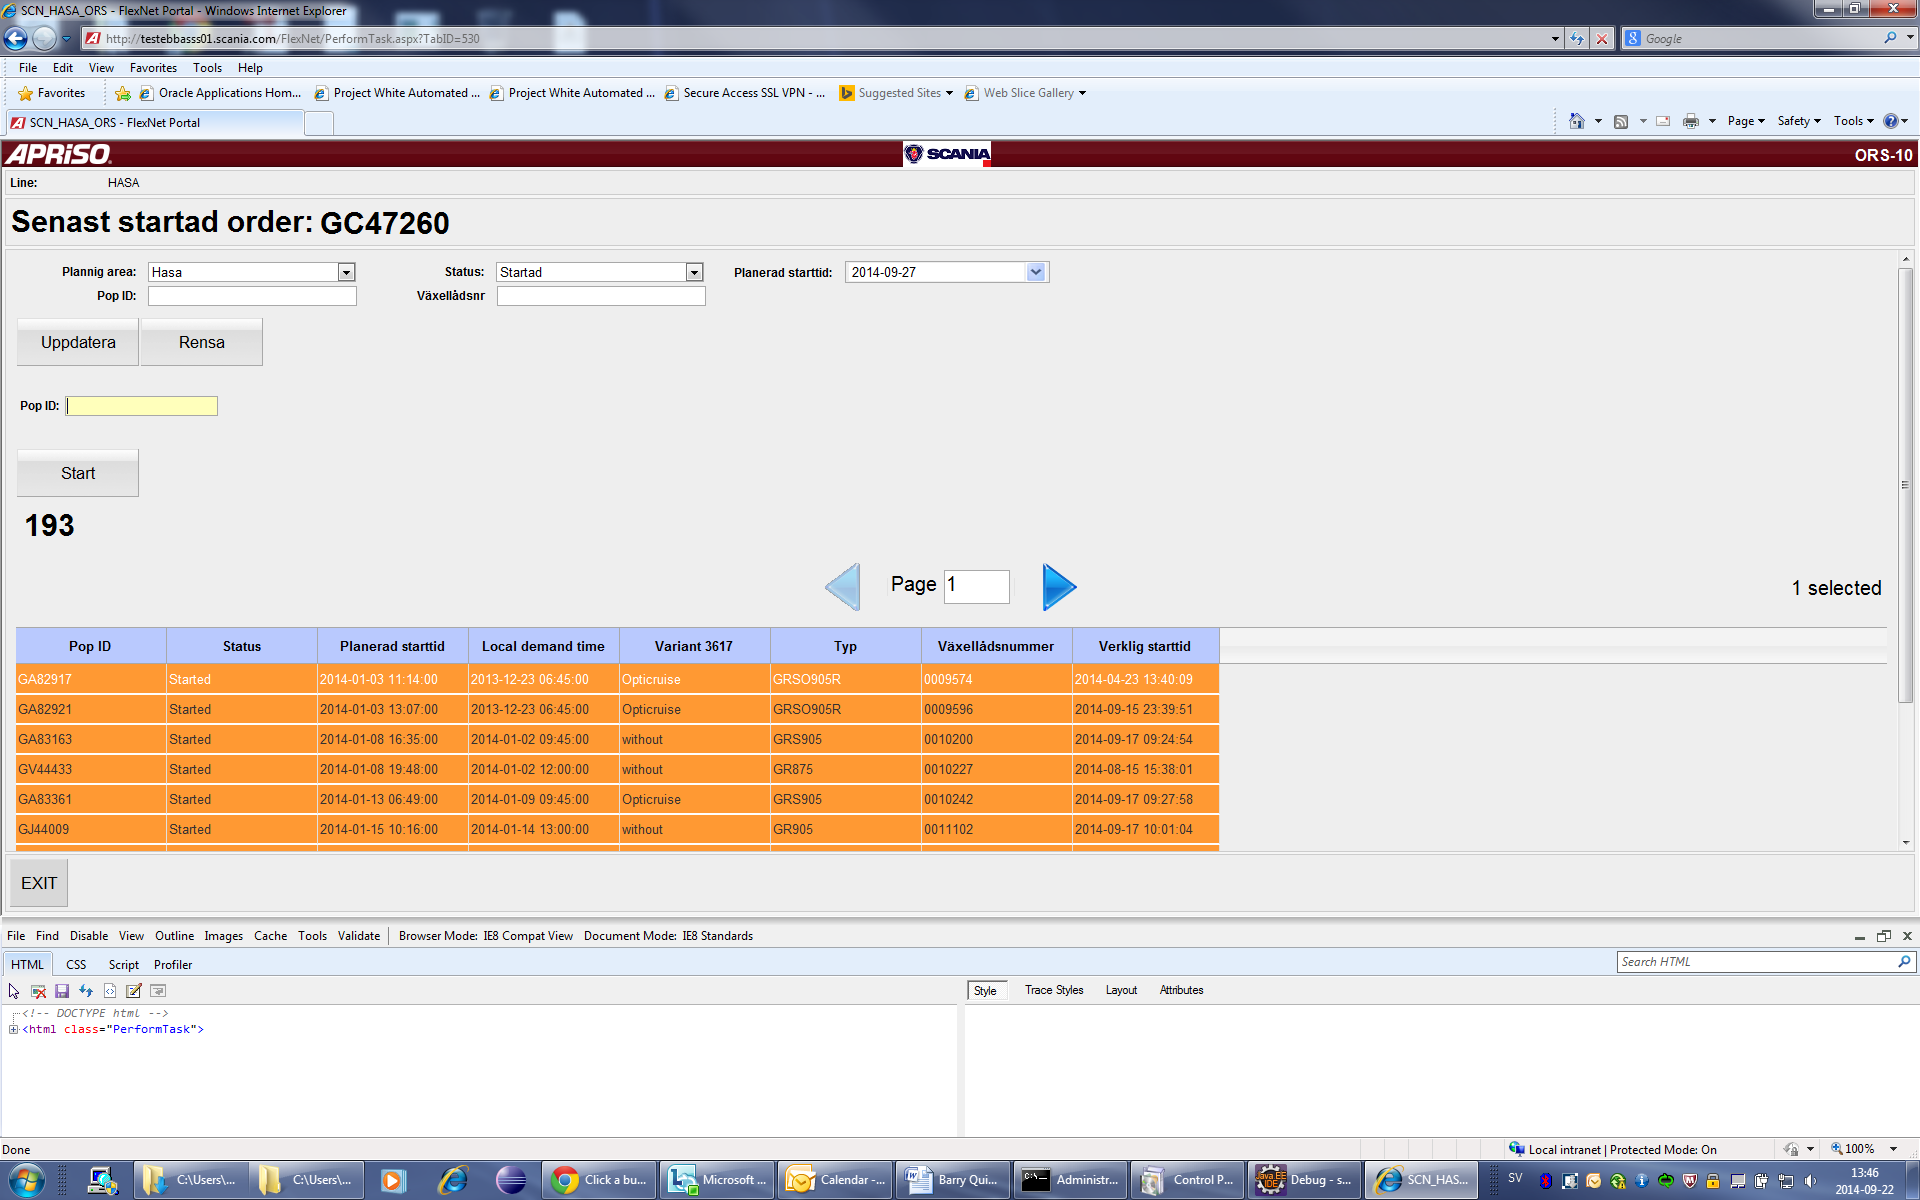 SCN_HASA_ORS - FlexNet Portal - Windows Internet Explorer
http://testebbasss01.scania.com/FlexNet/PerformTask.aspx?TabID=530
Google
File Edit View Favorites Tools Help
Favorites Oracle Applications Hom... Project White Automated ... Project White Automated ... Secure Access SSL VPN - ... Suggested Sites Web Slice Gallery
SCN_HASA_ORS - FlexNet Portal
Page Safety Tools
APRISO SCANIA ORS-10
Line: HASA
Senast startad order: GC47260
Plannig area: Hasa Status: Startad Planerad starttid: 2014-09-27
Pop ID: Växellådsnr
Uppdatera Rensa
Pop ID:
Start
193
Page 1 1 selected
Pop ID Status Planerad starttid Local demand time Variant 3617 Typ Växellådsnummer Verklig starttid
GA82917 Started 2014-01-03 11:14:00 2013-12-23 06:45:00 Opticruise GRSO905R 0009574 2014-04-23 13:40:09
GA82921 Started 2014-01-03 13:07:00 2013-12-23 06:45:00 Opticruise GRSO905R 0009596 2014-09-15 23:39:51
GA83163 Started 2014-01-08 16:35:00 2014-01-02 09:45:00 without GRS905 0010200 2014-09-17 09:24:54
GV44433 Started 2014-01-08 19:48:00 2014-01-02 12:00:00 without GR875 0010227 2014-08-15 15:38:01
GA83361 Started 2014-01-13 06:49:00 2014-01-09 09:45:00 Opticruise GRS905 0010242 2014-09-17 09:27:58
GJ44009 Started 2014-01-15 10:16:00 2014-01-14 13:00:00 without GR905 0011102 2014-09-17 10:01:04
EXIT
File Find Disable View Outline Images Cache Tools Validate Browser Mode: IE8 Compat View Document Mode: IE8 Standards
HTML CSS Script Profiler
Search HTML
Style Trace Styles Layout Attributes
<!-- DOCTYPE html -->
<html class="PerformTask">
Done Local intranet | Protected Mode: On 100%
C:\Users\... C:\Users\... Click a bu... Microsoft ... Calendar -... Barry Qui... Administr... Control P... Debug - s... SCN_HAS... SV 13:46
2014-09-22